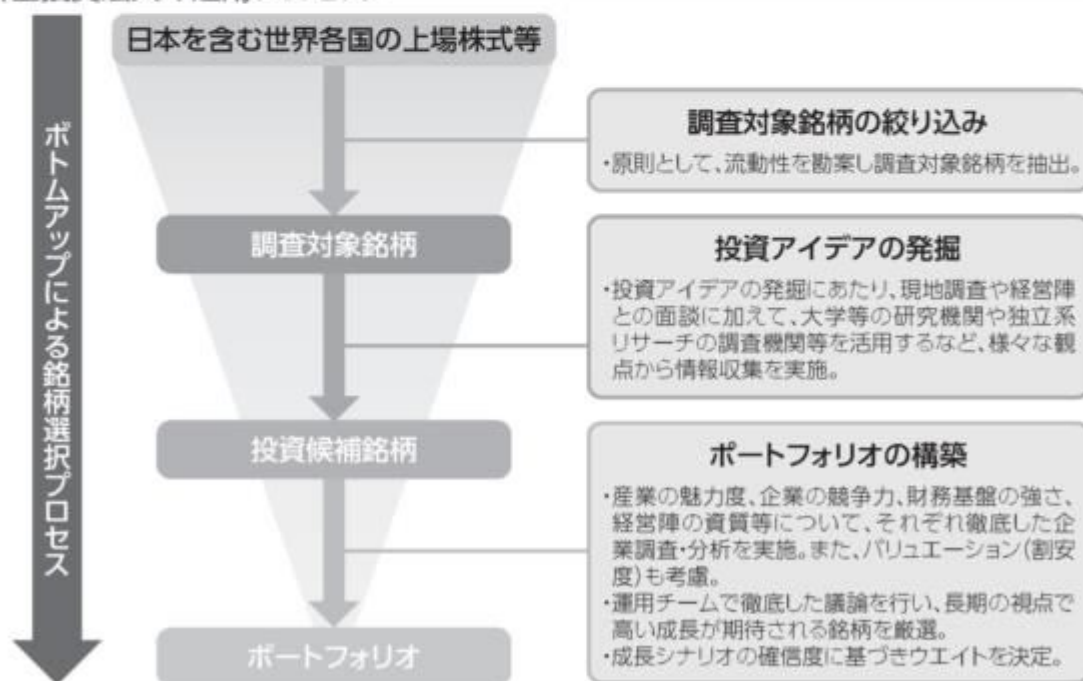 日本を含む世界各国の上場株式等
ボトムアップによる銘柄選択プロセス
調査対象銘柄の絞り込み
・原則として、流動性を勘案し調査対象銘柄を抽出。
調査対象銘柄
投資アイデアの発掘
・投資アイデアの発掘にあたり、現地調査や経営陣
との面談に加えて、大学等の研究機関や独立系
リサーチの調査機関等を活用するなど、様々な観
点から情報収集を実施。
投資候補銘柄
ポートフォリオの構築
・産業の魅力度、企業の競争力、財務基盤の強さ、
経営陣の資質等について、それぞれ徹底した企
業調査・分析を実施。また、バリュエーション(割安
度)も考慮。
・運用チームで徹底した議論を行い、長期の視点で
高い成長が期待される銘柄を厳選。
・成長シナリオの確信度に基づきウエイトを決定。
ポートフォリオ